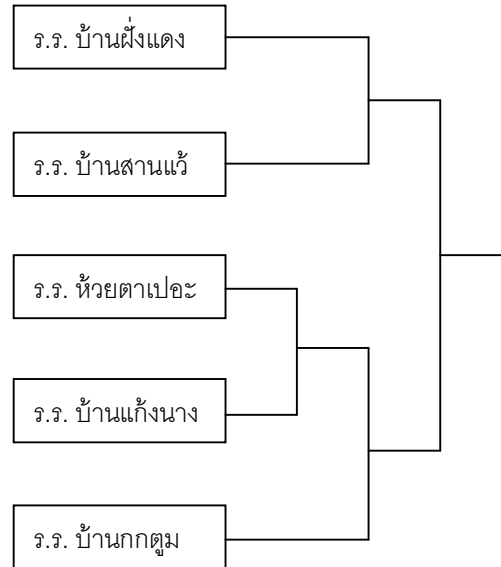 ร.ร. บ้านฝั่งแดง
ร.ร. บ้านสานแว้
ร.ร. ห้วยตาเปอะ
ร.ร. บ้านแก้งนาง
ร.ร. บ้านกกตูม